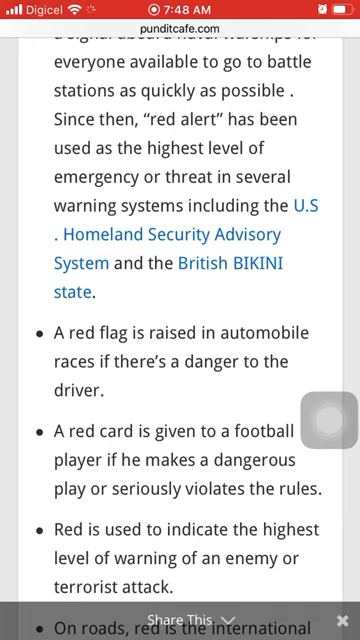 Digicel 7:48 AM
punditcafe.com
a signal aboard naval warships for
everyone available to go to battle
stations as quickly as possible .
Since then, “red alert” has been
used as the highest level of
emergency or threat in several
warning systems including the U.S
. Homeland Security Advisory
System and the British BIKINI
state.
• A red flag is raised in automobile
races if there’s a danger to the
driver.
• A red card is given to a football
player if he makes a dangerous
play or seriously violates the rules.
• Red is used to indicate the highest
level of warning of an enemy or
terrorist attack.
• On roads, red is the international
Share This